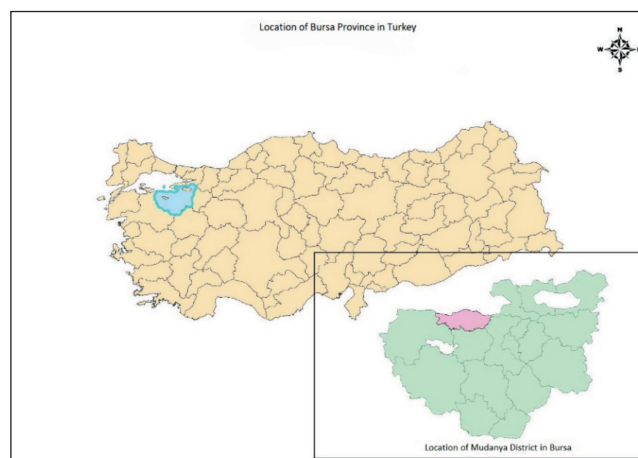 Location of Bursa Province in Turkey
N
W
E
S
Location of Mudanya District in Bursa